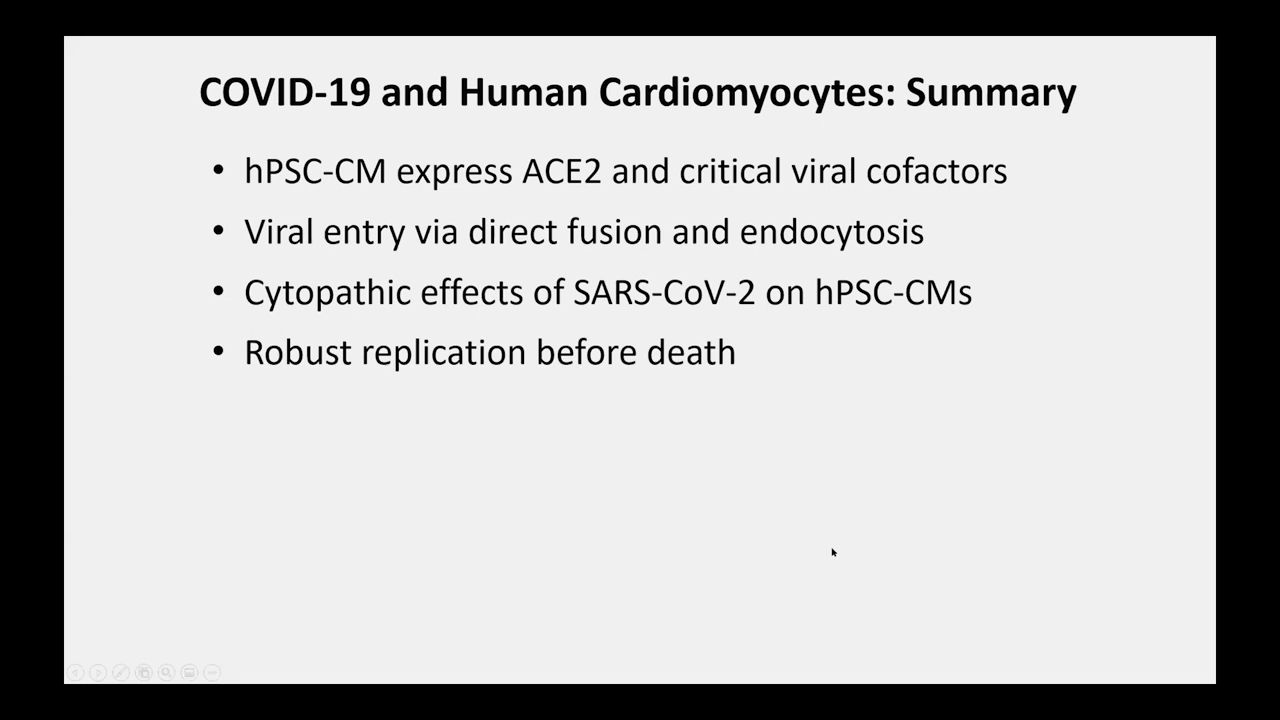 COVID-19 and Human Cardiomyocytes: Summary
• hPSC-CM express ACE2 and critical viral cofactors
• Viral entry via direct fusion and endocytosis
• Cytopathic effects of SARS-CoV-2 on hPSC-CMs
• Robust replication before death